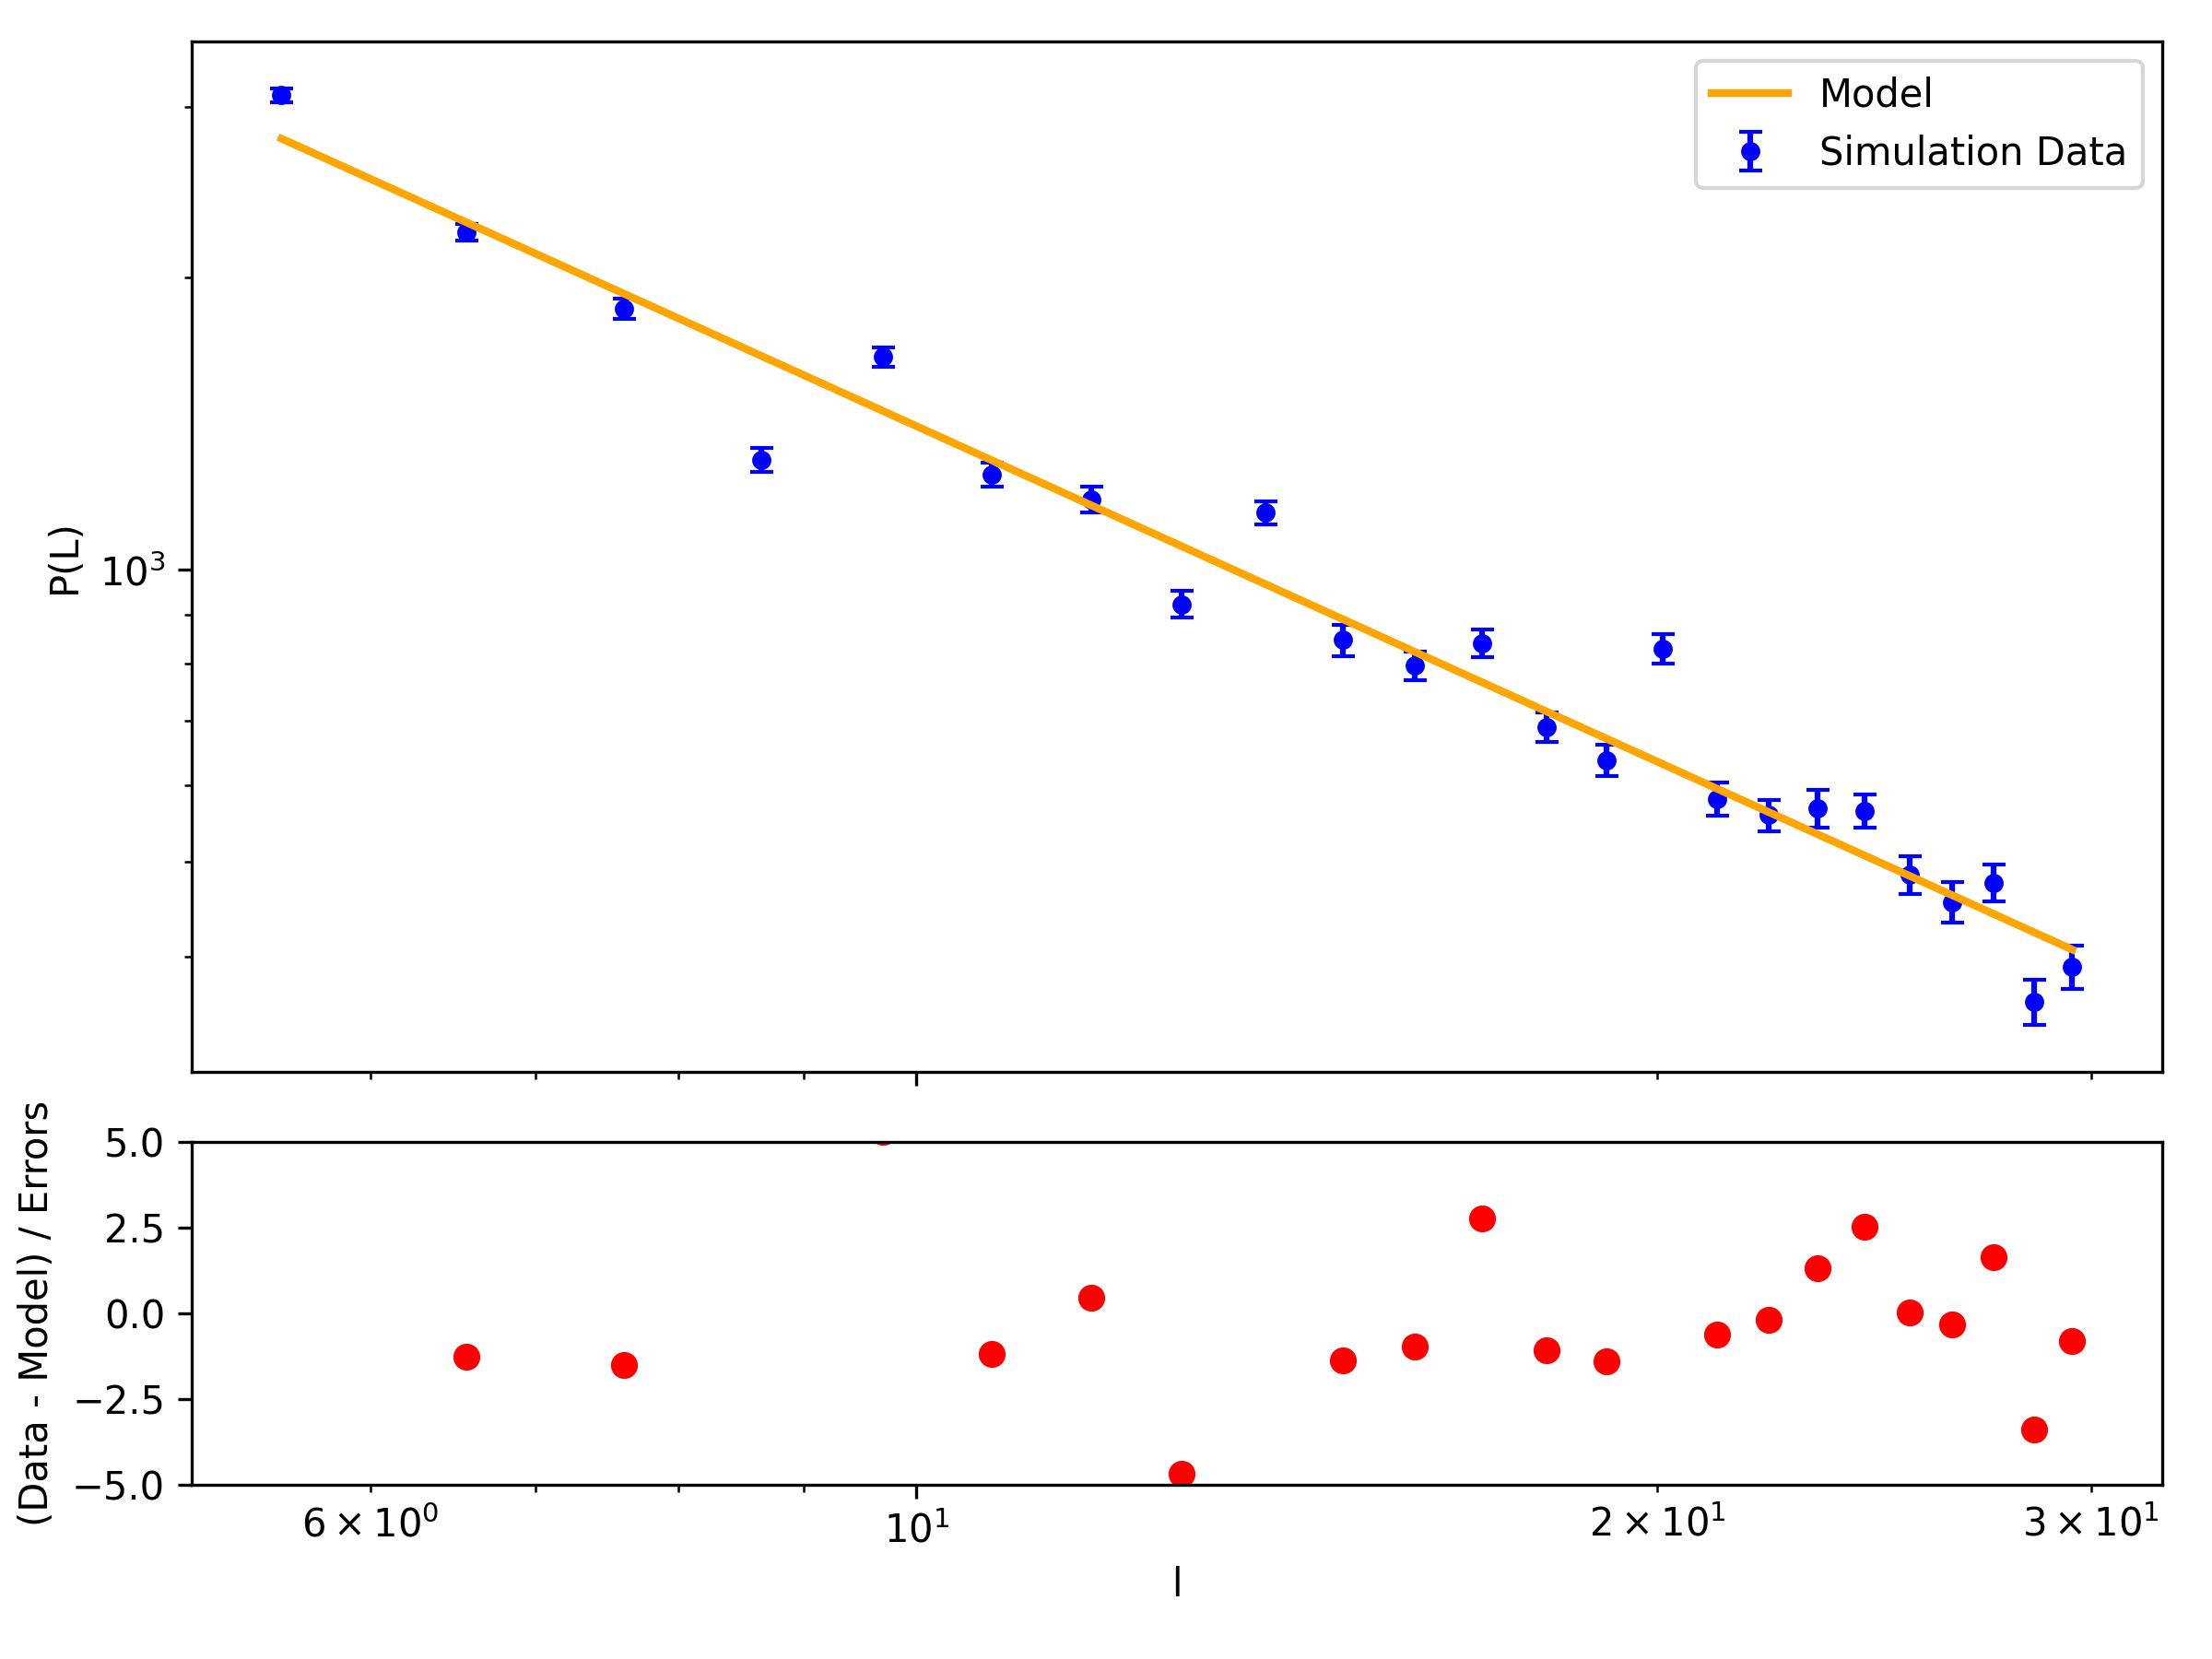 Model
Simulation Data
P(L)
10³
(Data - Model) / Errors
5.0
2.5
0.0
−2.5
−5.0
6 × 10⁰
10¹
2 × 10¹
3 × 10¹
l